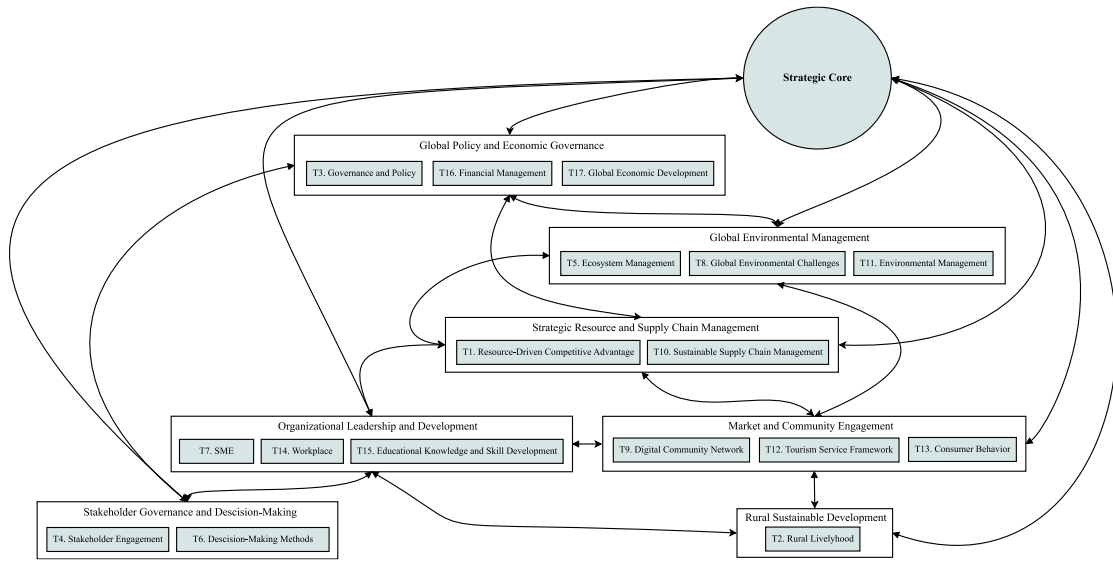 Strategic Core
Global Policy and Economic Governance
T3. Governance and Policy
T16. Financial Management
T17. Global Economic Development
Global Environmental Management
T5. Ecosystem Management
T8. Global Environmental Challenges
T11. Environmental Management
Strategic Resource and Supply Chain Management
T1. Resource-Driven Competitive Advantage
T10. Sustainable Supply Chain Management
Organizational Leadership and Development
T7. SME
T14. Workplace
T15. Educational Knowledge and Skill Development
Market and Community Engagement
T9. Digital Community Network
T12. Tourism Service Framework
T13. Consumer Behavior
Stakeholder Governance and Descision-Making
T4. Stakeholder Engagement
T6. Descision-Making Methods
Rural Sustainable Development
T2. Rural Livelyhood